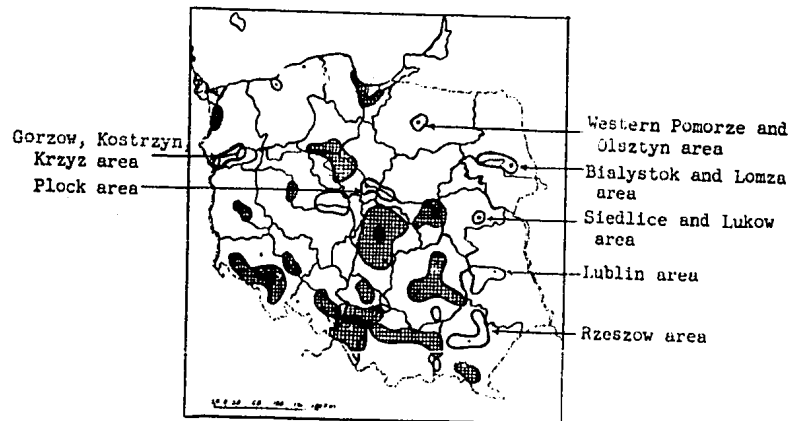 Gorzow, Kostrzyn,
Krzyz area
Plock area
Western Pomorze and
Olsztyn area
Bialystok and Lomza
area
Siedlice and Lukow
area
Lublin area
Rzeszow area